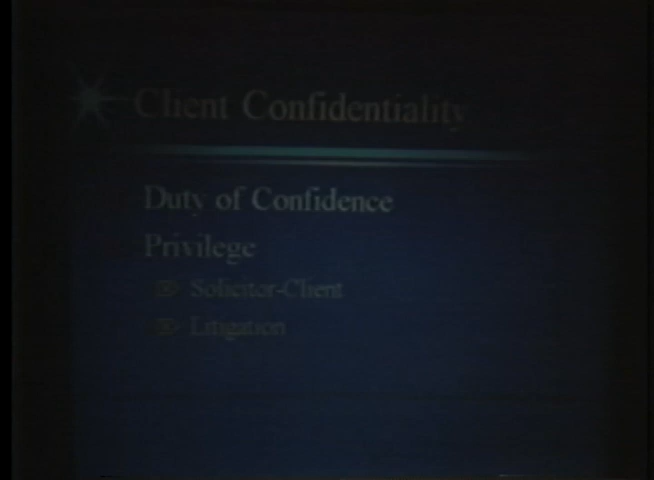 Client Confidentiality
Duty of Confidence
Privilege
Solicitor-Client
Litigation